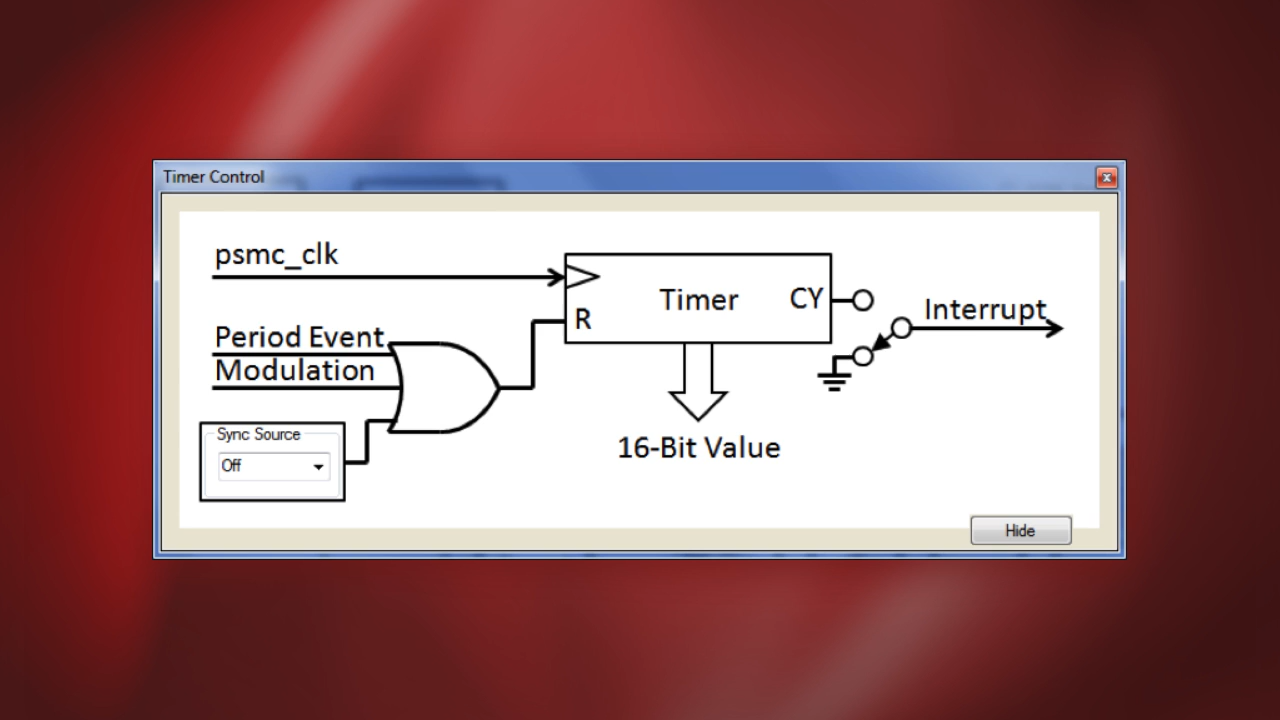 Timer Control
x
psmc_clk
Timer
CY
R
Interrupt
Period Event
Modulation
Sync Source
Off
16-Bit Value
Hide